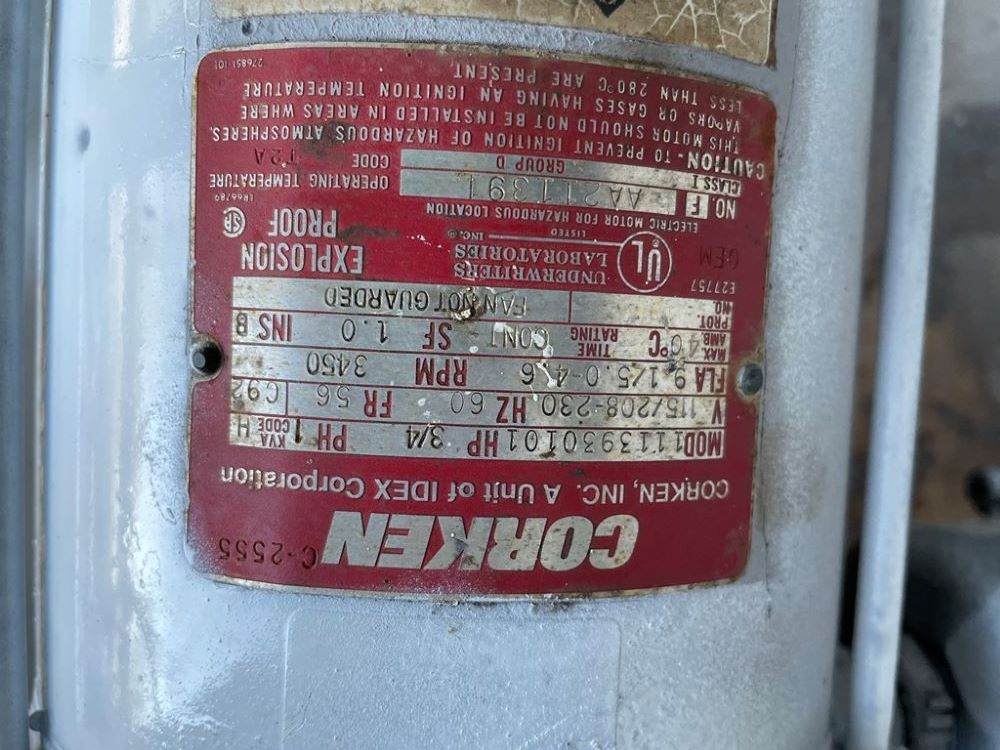 CORKEN C-2555
CORKEN, INC. A Unit of IDEX Corporation
MOD 1113930101 HP 3/4 PH 1 KVA CODE H
V 115/208-230 HZ 60 FR 56 C92
FLA 9.1/5.0-4.6 RPM 3450
MAX. AMB. 40°C TIME RATING CONT SF 1.0 INS B
PROT. NO. FAN NOT GUARDED
E27757
GEM
UL
UNDERWRITERS
LABORATORIES INC.®
LISTED
ELECTRIC MOTOR FOR HAZARDOUS LOCATION
EXPLOSION
PROOF
SA
LR66789
NO. F AA211391
CLASS I GROUP D
OPERATING TEMPERATURE
CODE T2A
CAUTION - TO PREVENT IGNITION OF HAZARDOUS ATMOSPHERES.
THIS MOTOR SHOULD NOT BE INSTALLED IN AREAS WHERE
VAPORS OR GASES HAVING AN IGNITION TEMPERATURE
LESS THAN 280°C ARE PRESENT.
276851-101